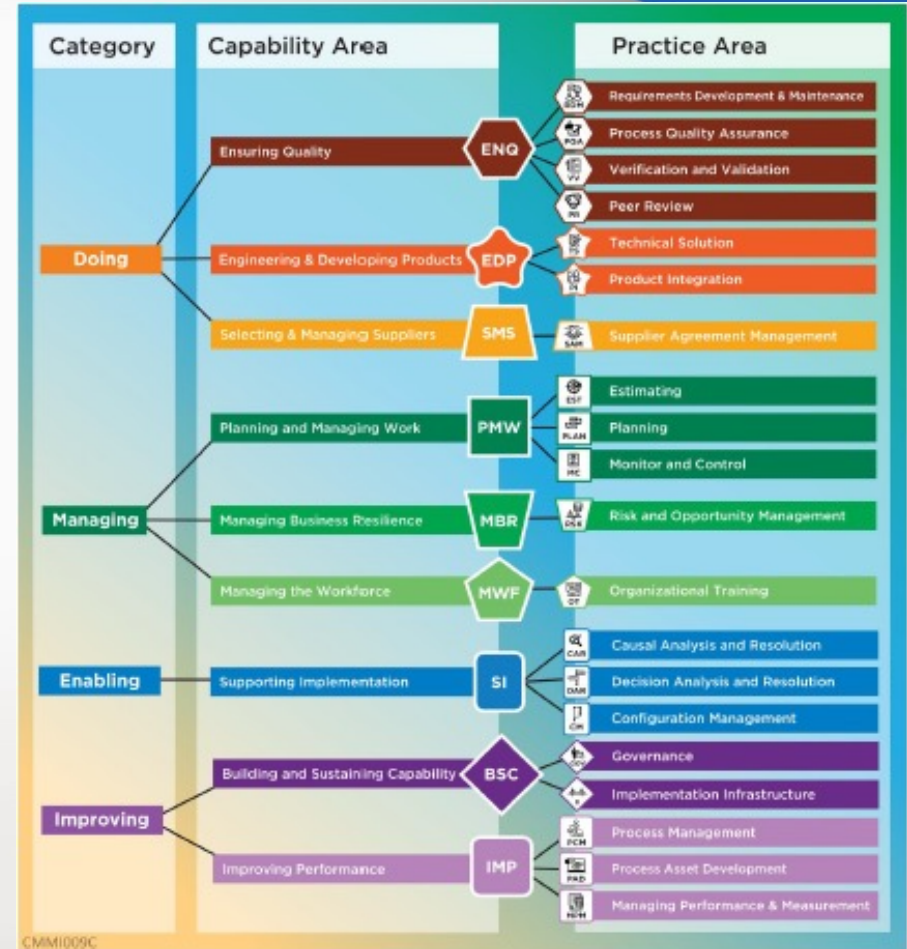 Category
Capability Area
Practice Area
Doing
Ensuring Quality
ENQ
RDM
Requirements Development & Maintenance
PQA
Process Quality Assurance
VV
Verification and Validation
PR
Peer Review
Engineering & Developing Products
EDP
TS
Technical Solution
PI
Product Integration
Selecting & Managing Suppliers
SMS
SAM
Supplier Agreement Management
Managing
Planning and Managing Work
PMW
EST
Estimating
PLAN
Planning
MC
Monitor and Control
Managing Business Resilience
MBR
RSK
Risk and Opportunity Management
Managing the Workforce
MWF
OT
Organizational Training
Enabling
Supporting Implementation
SI
CAR
Causal Analysis and Resolution
DAR
Decision Analysis and Resolution
CM
Configuration Management
Improving
Building and Sustaining Capability
BSC
GOV
Governance
II
Implementation Infrastructure
Improving Performance
IMP
PCM
Process Management
PAD
Process Asset Development
MPM
Managing Performance & Measurement
CMMI009C